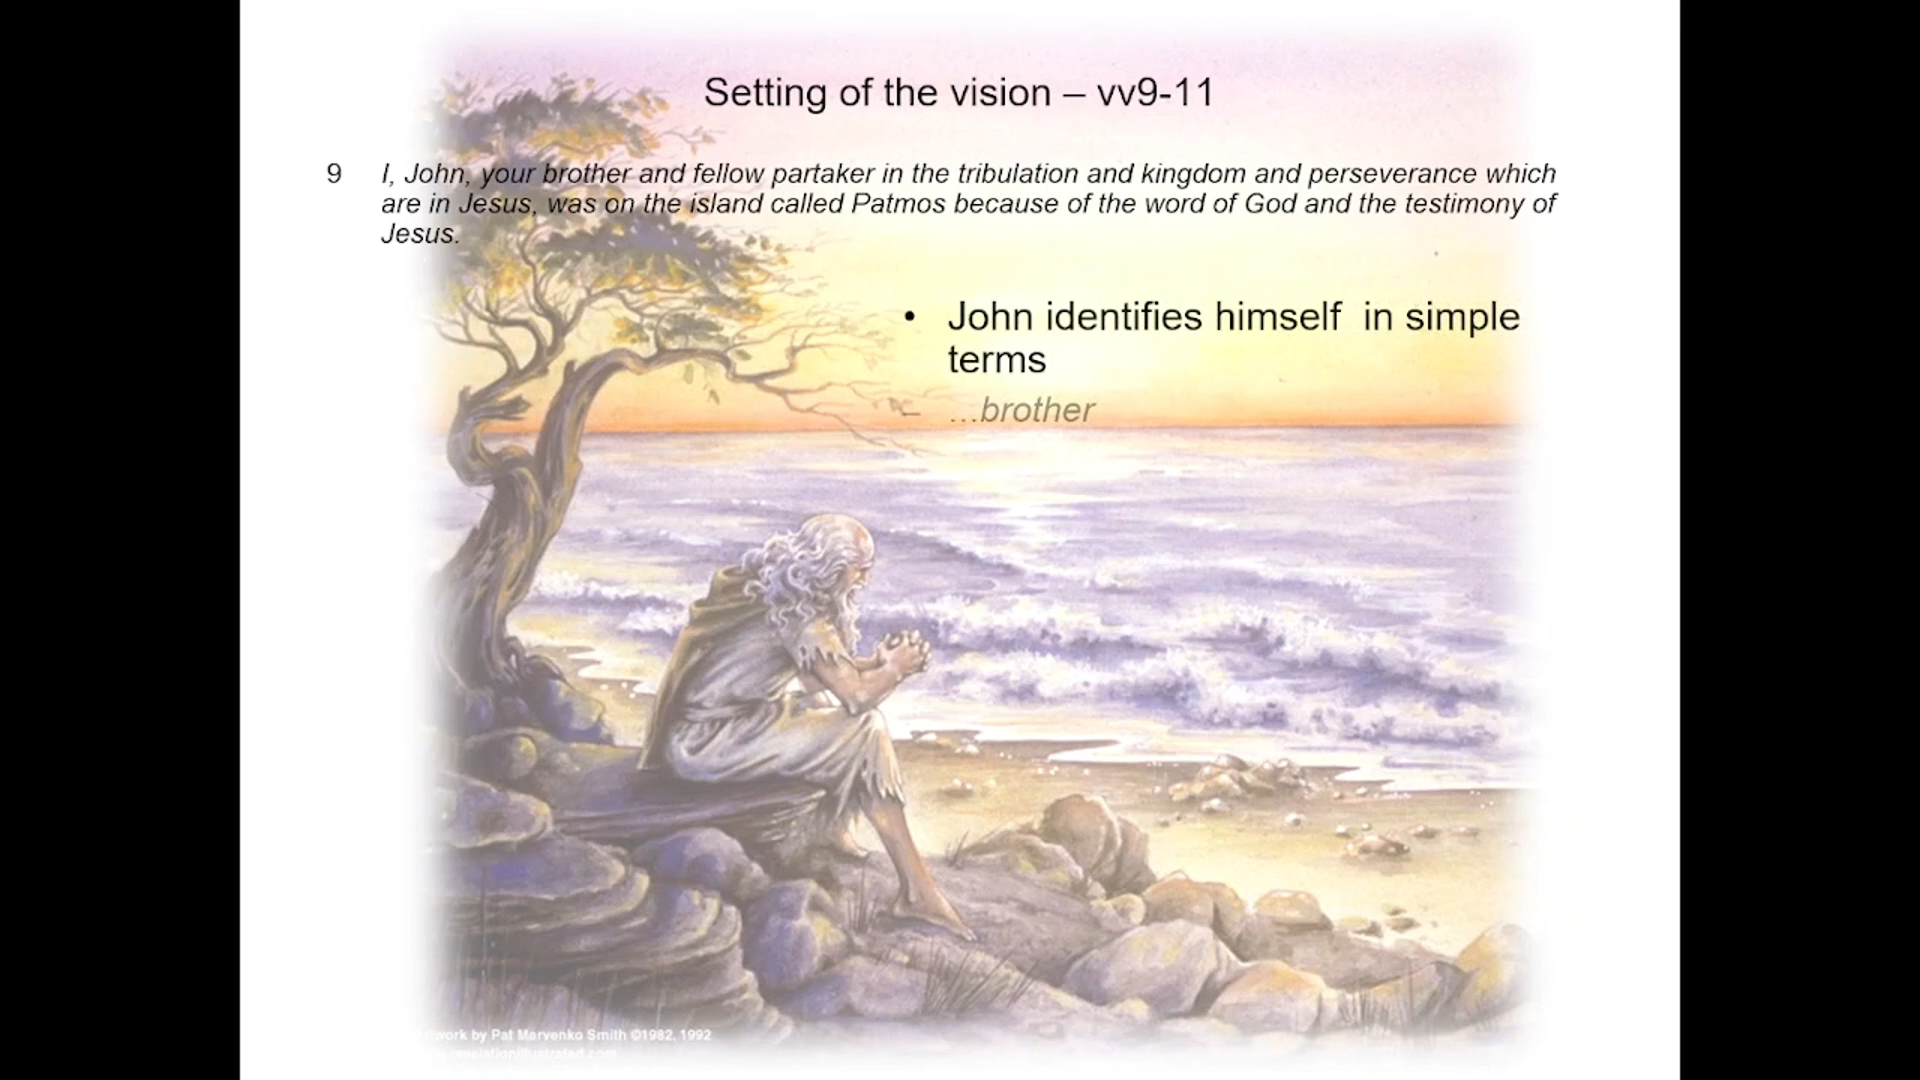 Setting of the vision – vv9-11
9 I, John, your brother and fellow partaker in the tribulation and kingdom and perseverance which
are in Jesus, was on the island called Patmos because of the word of God and the testimony of
Jesus.
• John identifies himself in simple
terms
– …brother
by Pat Marvenko Smith ©1982, 1992